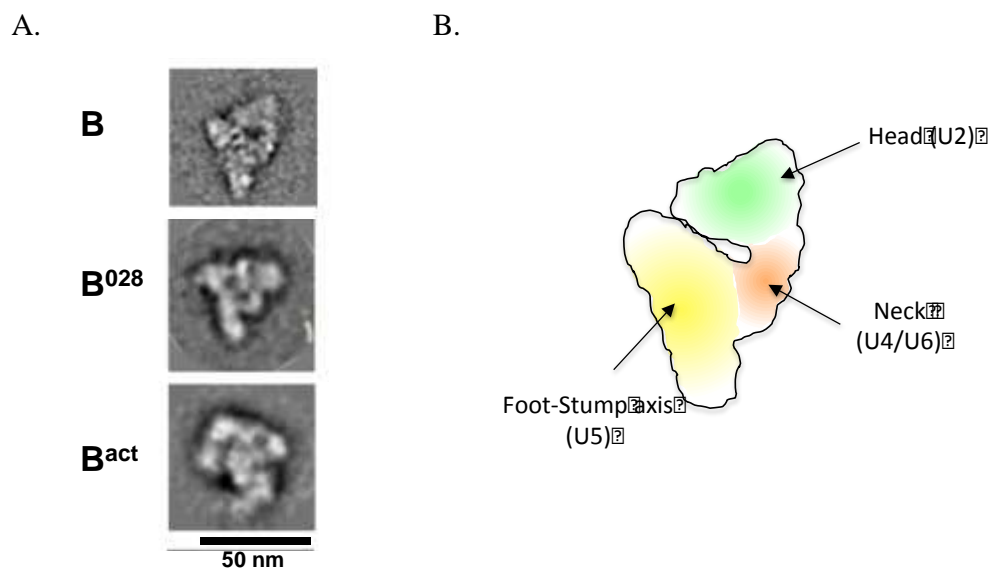 A.
B.
B
B028
Bact
50 nm
Head (U2)
Neck
(U4/U6)
Foot-Stump axis
(U5)